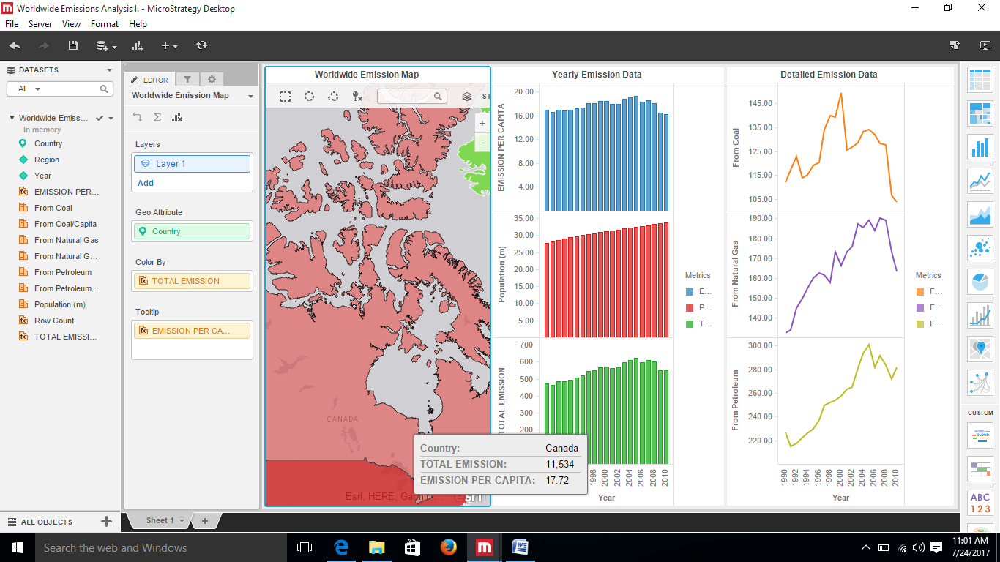 Worldwide Emissions Analysis I. - MicroStrategy Desktop
File Server View Format Help
DATASETS
All
Worldwide-Emiss...
In memory
Country
Region
Year
EMISSION PER...
From Coal
From Coal/Capita
From Natural Gas
From Natural G...
From Petroleum
From Petroleum...
Population (m)
Row Count
TOTAL EMISSI...
ALL OBJECTS
EDITOR
Worldwide Emission Map
Layers
Layer 1
Add
Geo Attribute
Country
Color By
TOTAL EMISSION
Tooltip
EMISSION PER CA...
Worldwide Emission Map
ST
+
−
CANADA
Esri, HERE, Garmin...
esri
Country: Canada
TOTAL EMISSION: 11,534
EMISSION PER CAPITA: 17.72
Yearly Emission Data
EMISSION PER CAPITA
20.00
16.00
12.00
8.00
4.00
Population (m)
35.00
30.00
25.00
20.00
15.00
10.00
5.00
TOTAL EMISSION
700
600
500
400
300
200
1998 2000 2002 2004 2006 2008 2010
Year
Metrics
E...
P...
T...
Detailed Emission Data
From Coal
145.00
135.00
125.00
115.00
105.00
From Natural Gas
190.00
180.00
170.00
160.00
150.00
140.00
From Petroleum
300.00
280.00
260.00
240.00
220.00
1990 1992 1994 1996 1998 2000 2002 2004 2006 2008 2010
Year
Metrics
F...
F...
F...
CUSTOM
WORD
CLOUD
ABC
123
Sheet 1
Search the web and Windows
11:01 AM
7/24/2017